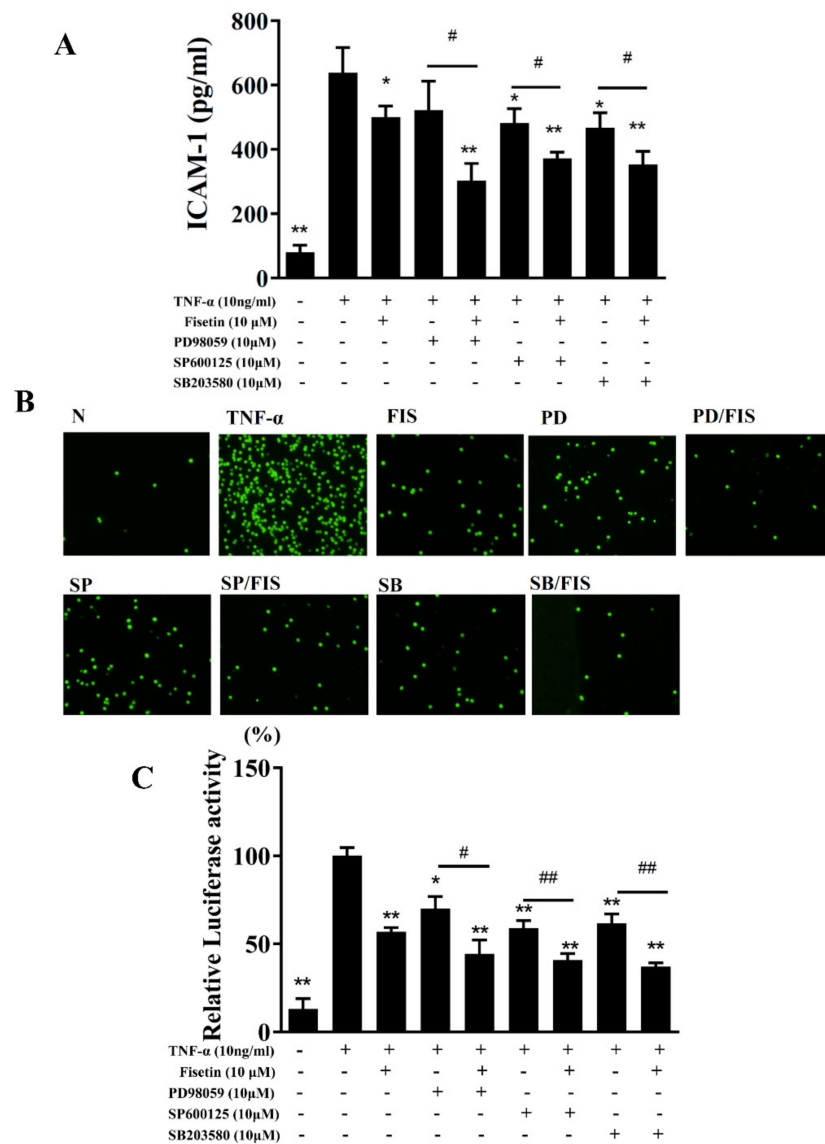 A
ICAM-1 (pg/ml)
800
600
400
200
0
**
*
#
**
*
#
**
*
#
**
TNF-α (10ng/ml) - + + + + + + + +
Fisetin (10 μM) - - + - + - + - +
PD98059 (10μM) - - - + + - - - -
SP600125 (10μM) - - - - - + + - -
SB203580 (10μM) - - - - - - - + +
B
N TNF-α FIS PD PD/FIS
SP SP/FIS SB SB/FIS
C
(%)
Relative Luciferase activity
150
100
50
0
**
**
*
#
**
**
##
**
**
##
**
TNF-α (10ng/ml) - + + + + + + + +
Fisetin (10 μM) - - + - + - + - +
PD98059 (10μM) - - - + + - - - -
SP600125 (10μM) - - - - - + + - -
SB203580 (10μM) - - - - - - - + +